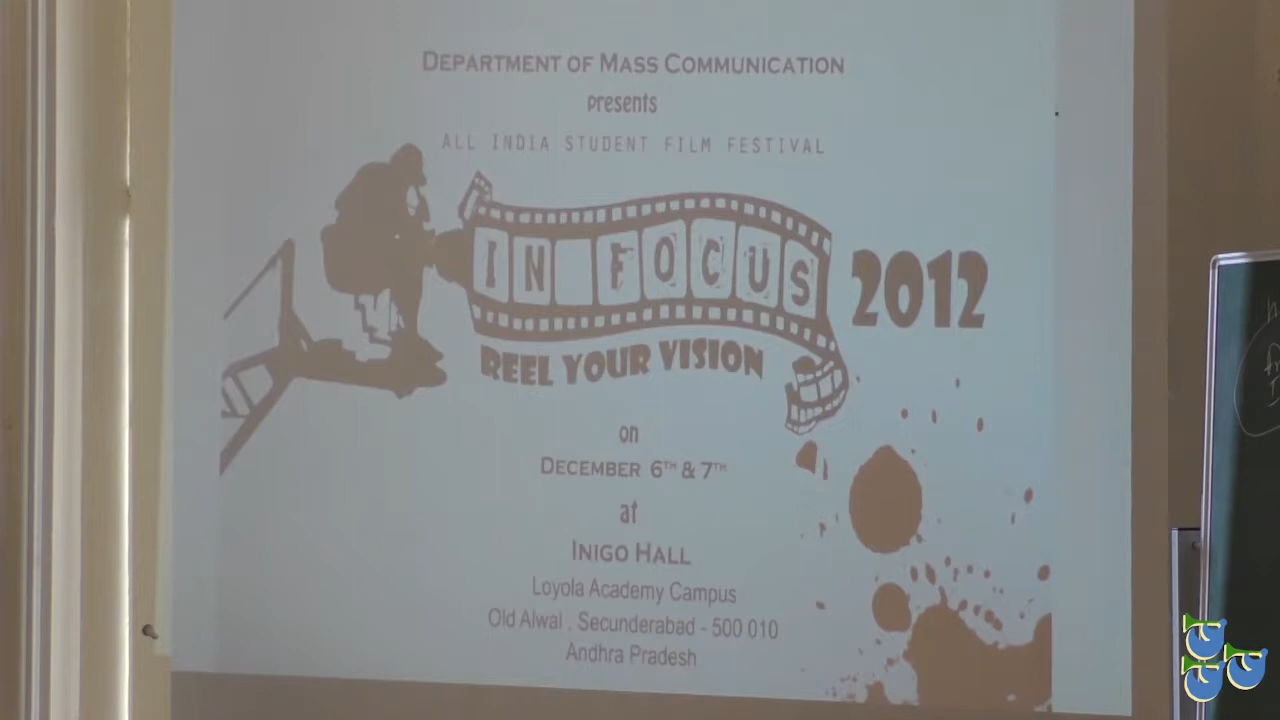 DEPARTMENT OF MASS COMMUNICATION
presents
ALL INDIA STUDENT FILM FESTIVAL
IN FOCUS 2012
REEL YOUR VISION
on
DECEMBER 6TH & 7TH
at
INIGO HALL
Loyola Academy Campus
Old Alwal , Secunderabad - 500 010
Andhra Pradesh